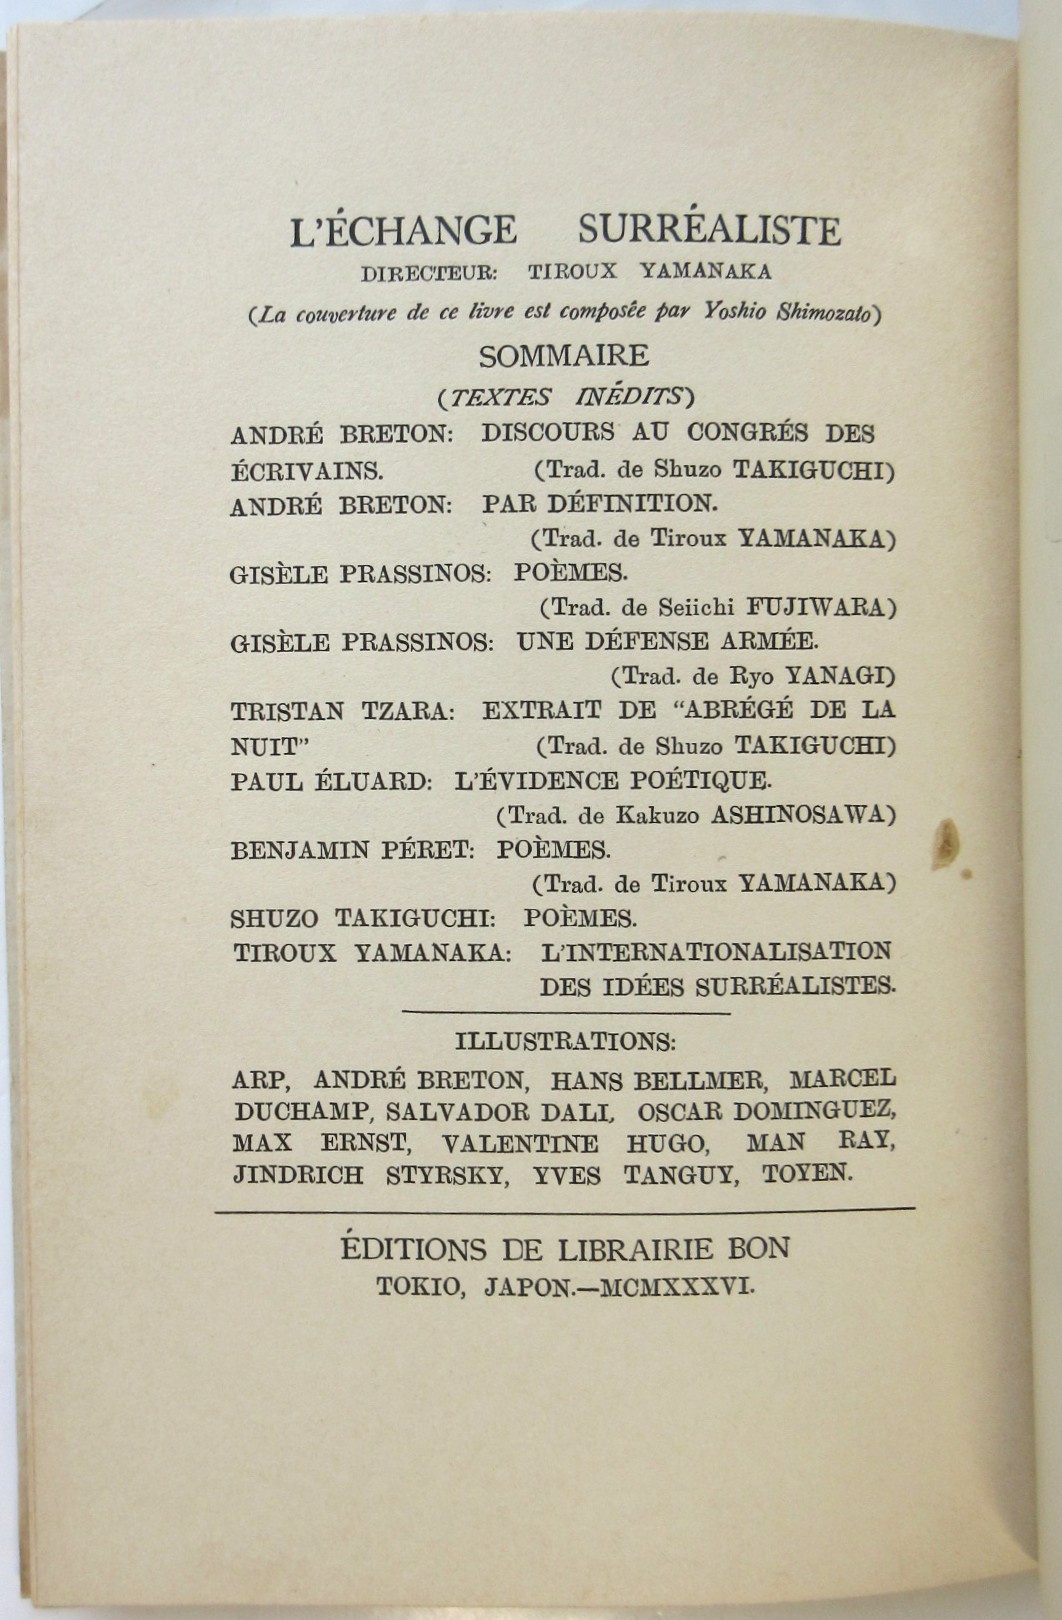 L'ÉCHANGE SURRÉALISTE
DIRECTEUR: TIROUX YAMANAKA
(La couverture de ce livre est composée par Yoshio Shimozato)
SOMMAIRE
(TEXTES INÉDITS)
ANDRÉ BRETON: DISCOURS AU CONGRÉS DES
ÉCRIVAINS. (Trad. de Shuzo TAKIGUCHI)
ANDRÉ BRETON: PAR DÉFINITION.
(Trad. de Tiroux YAMANAKA)
GISÈLE PRASSINOS: POÈMES.
(Trad. de Seiichi FUJIWARA)
GISÈLE PRASSINOS: UNE DÉFENSE ARMÉE.
(Trad. de Ryo YANAGI)
TRISTAN TZARA: EXTRAIT DE “ABRÉGÉ DE LA
NUIT” (Trad. de Shuzo TAKIGUCHI)
PAUL ÉLUARD: L'ÉVIDENCE POÉTIQUE.
(Trad. de Kakuzo ASHINOSAWA)
BENJAMIN PÉRET: POÈMES.
(Trad. de Tiroux YAMANAKA)
SHUZO TAKIGUCHI: POÈMES.
TIROUX YAMANAKA: L'INTERNATIONALISATION
DES IDÉES SURRÉALISTES.
ILLUSTRATIONS:
ARP, ANDRÉ BRETON, HANS BELLMER, MARCEL
DUCHAMP, SALVADOR DALI, OSCAR DOMINGUEZ,
MAX ERNST, VALENTINE HUGO, MAN RAY,
JINDRICH STYRSKY, YVES TANGUY, TOYEN.
ÉDITIONS DE LIBRAIRIE BON
TOKIO, JAPON.—MCMXXXVI.